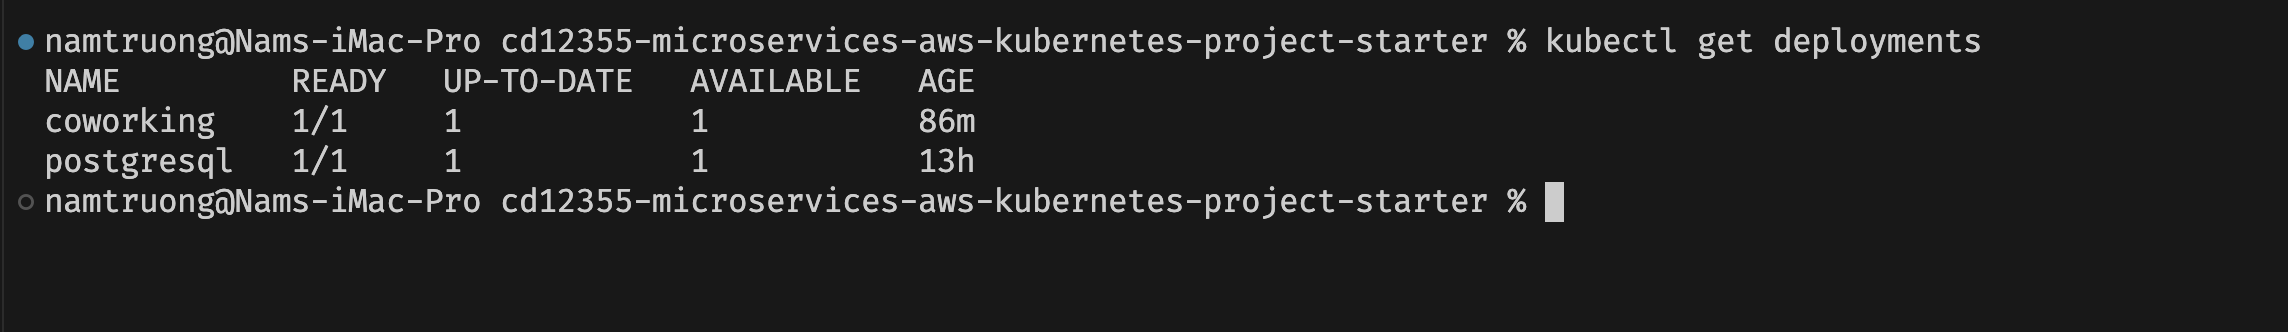 namtruong@Nams-iMac-Pro cd12355-microservices-aws-kubernetes-project-starter % kubectl get deployments
NAME         READY   UP-TO-DATE   AVAILABLE   AGE
coworking    1/1     1            1           86m
postgresql   1/1     1            1           13h
namtruong@Nams-iMac-Pro cd12355-microservices-aws-kubernetes-project-starter %